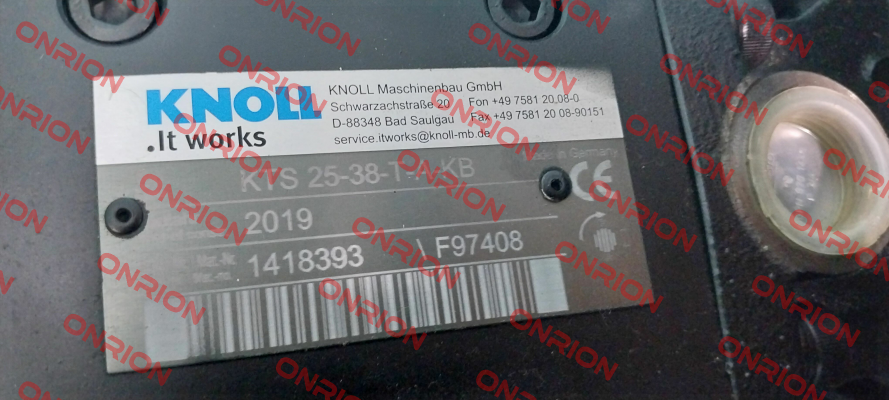 KNOLL
.It works
KNOLL Maschinenbau GmbH
Schwarzachstraße 20 Fon +49 7581 20 08-0
D-88348 Bad Saulgau Fax +49 7581 20 08-90151
service.itworks@knoll-mb.de
Made in Germany
KTS 25-38-T KB
CE
2019
Mat.-Nr.
1418393 \ F97408
ONRION